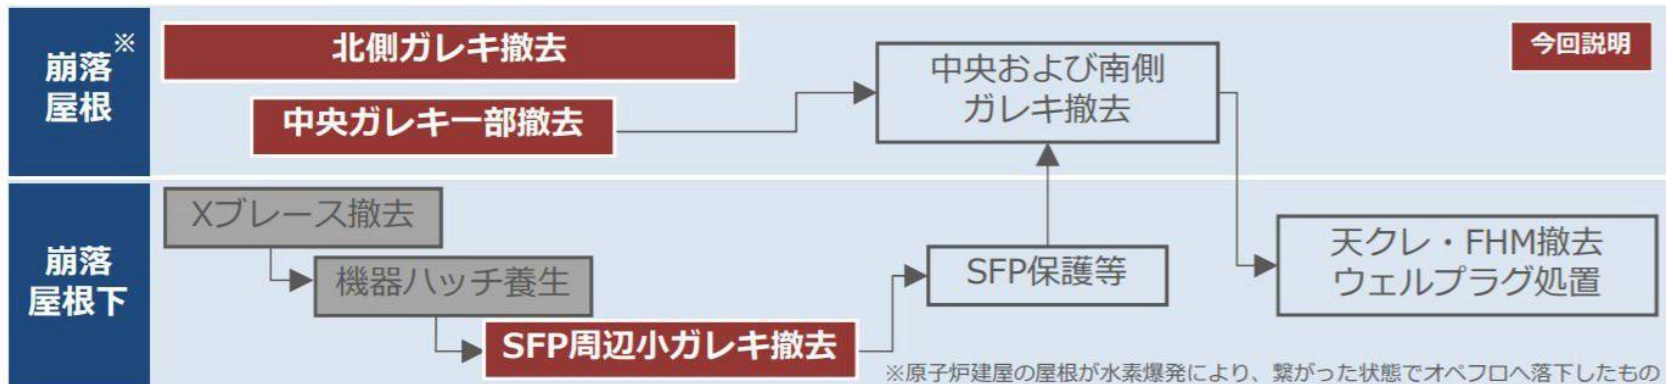 崩落※
屋根
北側ガレキ撤去
中央ガレキ一部撤去
中央および南側
ガレキ撤去
今回説明
崩落
屋根下
Xブレース撤去
機器ハッチ養生
SFP周辺小ガレキ撤去
SFP保護等
天クレ・FHM撤去
ウェルプラグ処置
※原子炉建屋の屋根が水素爆発により、繋がった状態でオペフロへ落下したもの